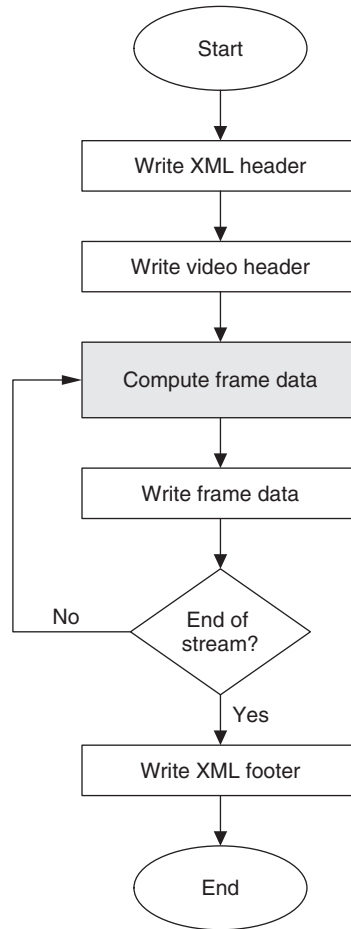 Start
Write XML header
Write video header
Compute frame data
Write frame data
End of
stream?
No
Yes
Write XML footer
End